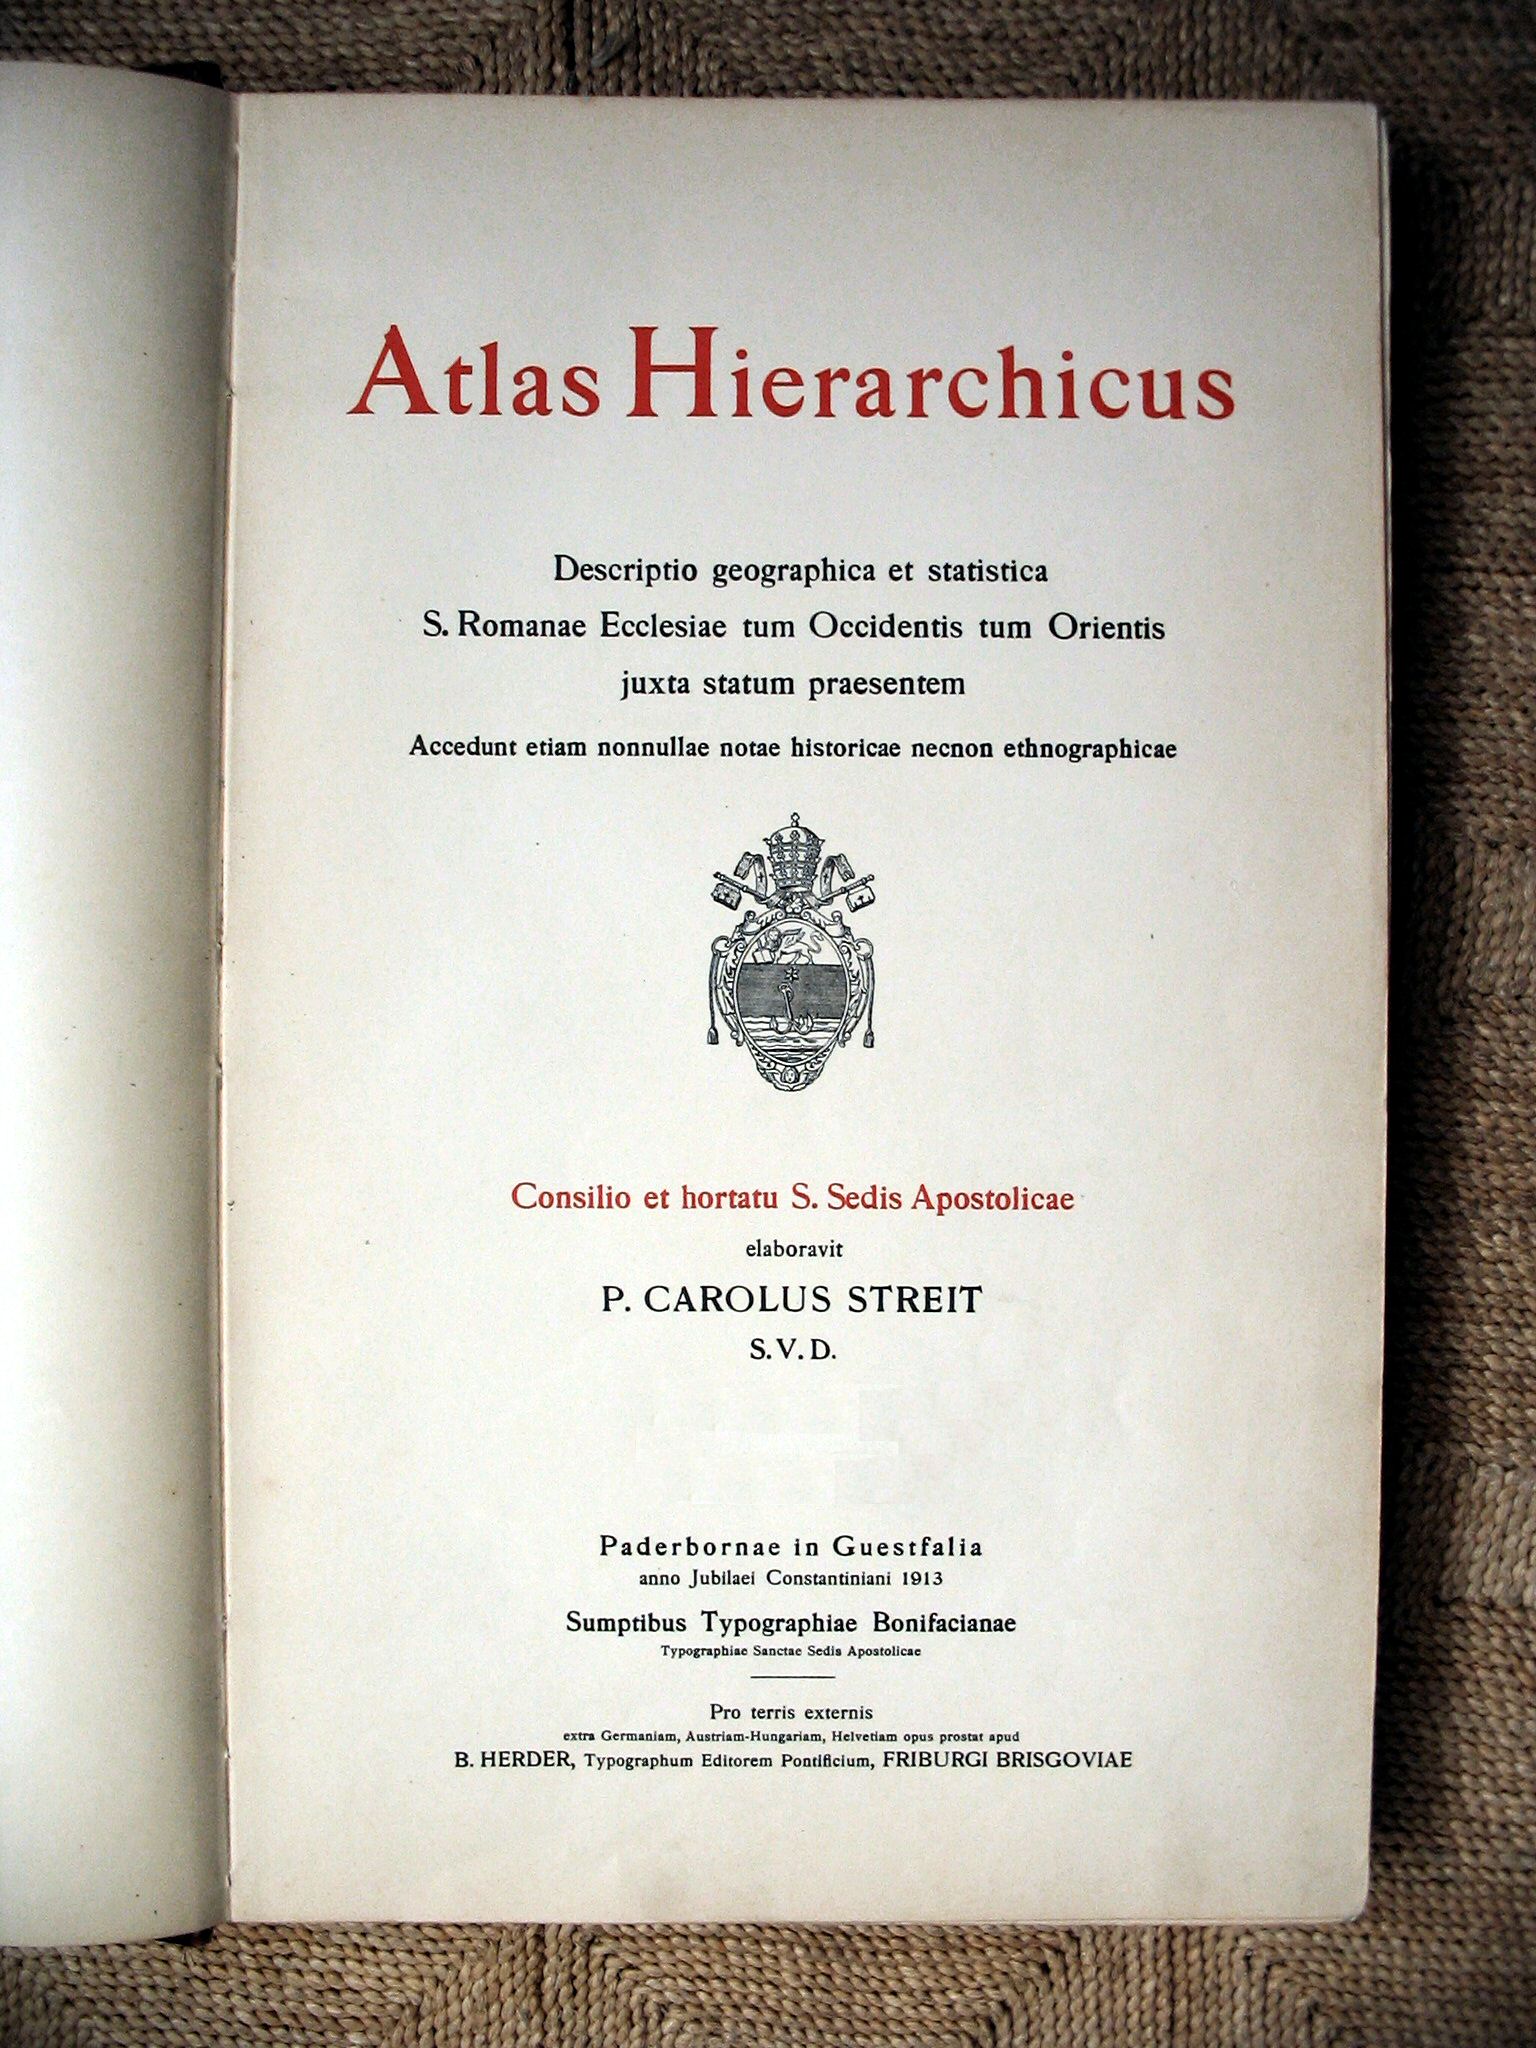 Atlas Hierarchicus
Descriptio geographica et statistica
S. Romanae Ecclesiae tum Occidentis tum Orientis
juxta statum praesentem
Accedunt etiam nonnullae notae historicae necnon ethnographicae
Consilio et hortatu S. Sedis Apostolicae
elaboravit
P. CAROLUS STREIT
S.V.D.
Paderbornae in Guestfalia
anno Jubilaei Constantiniani 1913
Sumptibus Typographiae Bonifacianae
Typographiae Sanctae Sedis Apostolicae
Pro terris externis
extra Germaniam, Austriam-Hungariam, Helvetiam opus prostat apud
B. HERDER, Typographum Editorem Pontificium, FRIBURGI BRISGOVIAE